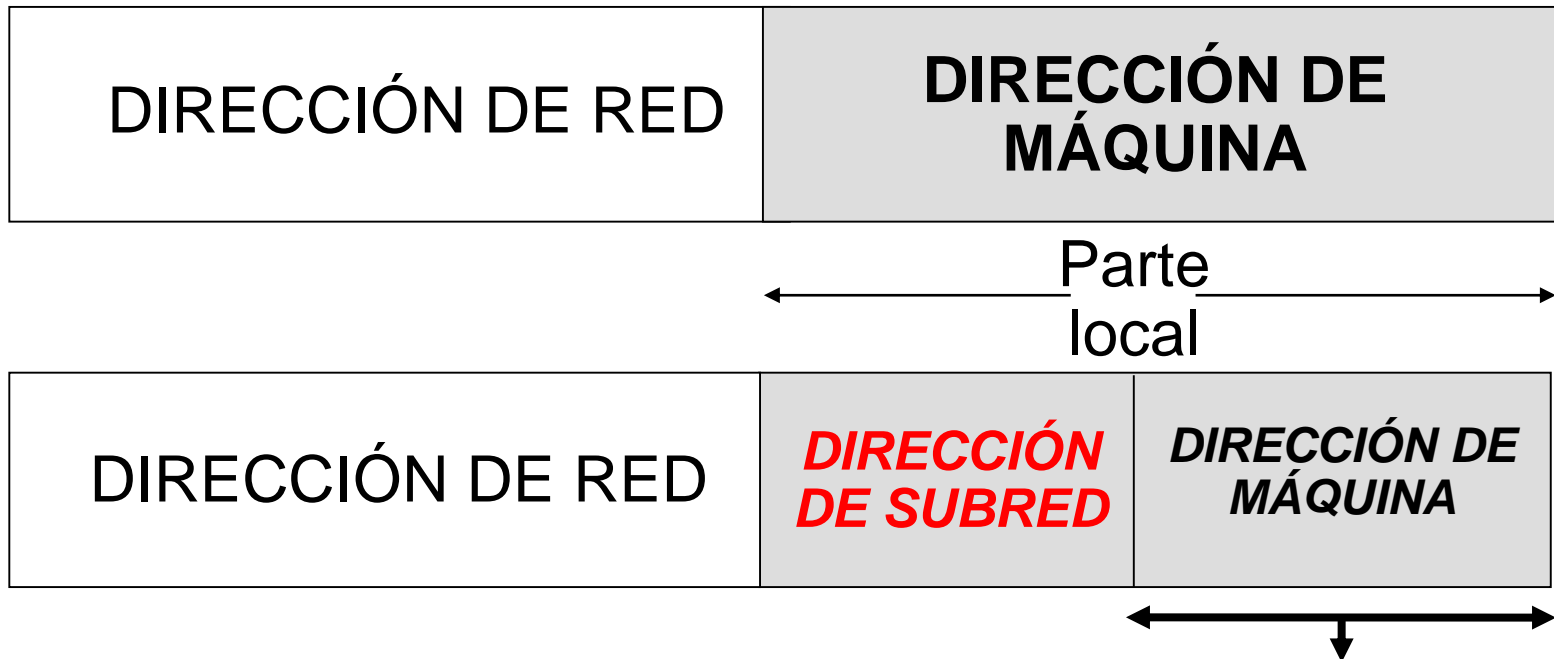 DIRECCIÓN DE RED
DIRECCIÓN DE
MÁQUINA
Parte
local
DIRECCIÓN DE RED
DIRECCIÓN
DE SUBRED
DIRECCIÓN DE
MÁQUINA